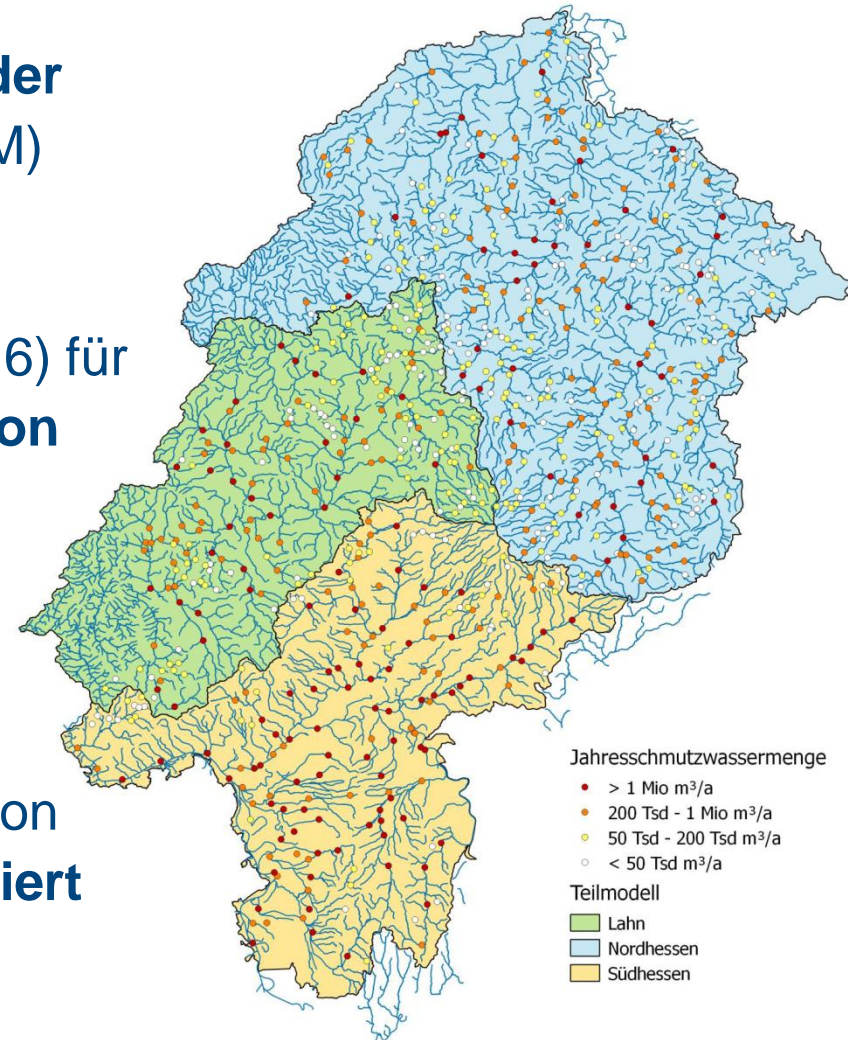 der
M)
6) für
on
on
iert
Jahresschmutzwassermenge
> 1 Mio m³/a
200 Tsd - 1 Mio m³/a
50 Tsd - 200 Tsd m³/a
< 50 Tsd m³/a
Teilmodell
Lahn
Nordhessen
Südhessen